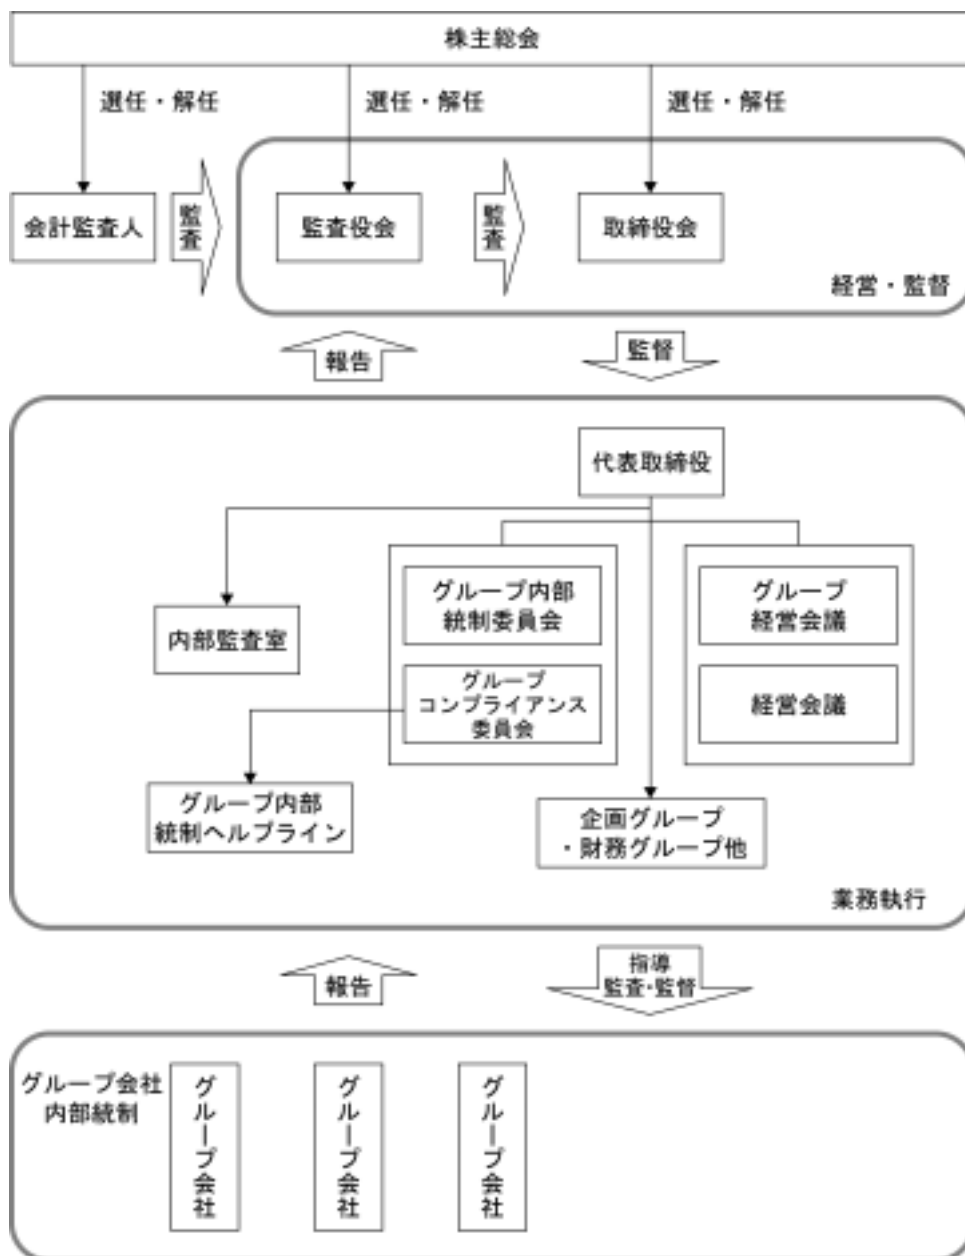 株主総会
選任・解任
選任・解任
選任・解任
会計監査人
監査
監査役会
監査
取締役会
経営・監督
報告
監督
代表取締役
グループ内部
統制委員会
グループ
経営会議
内部監査室
グループ
コンプライアンス
委員会
経営会議
グループ内部
統制ヘルプライン
企画グループ
・財務グループ他
業務執行
報告
指導
監査・監督
グループ会社
内部統制
グループ会社
グループ会社
グループ会社